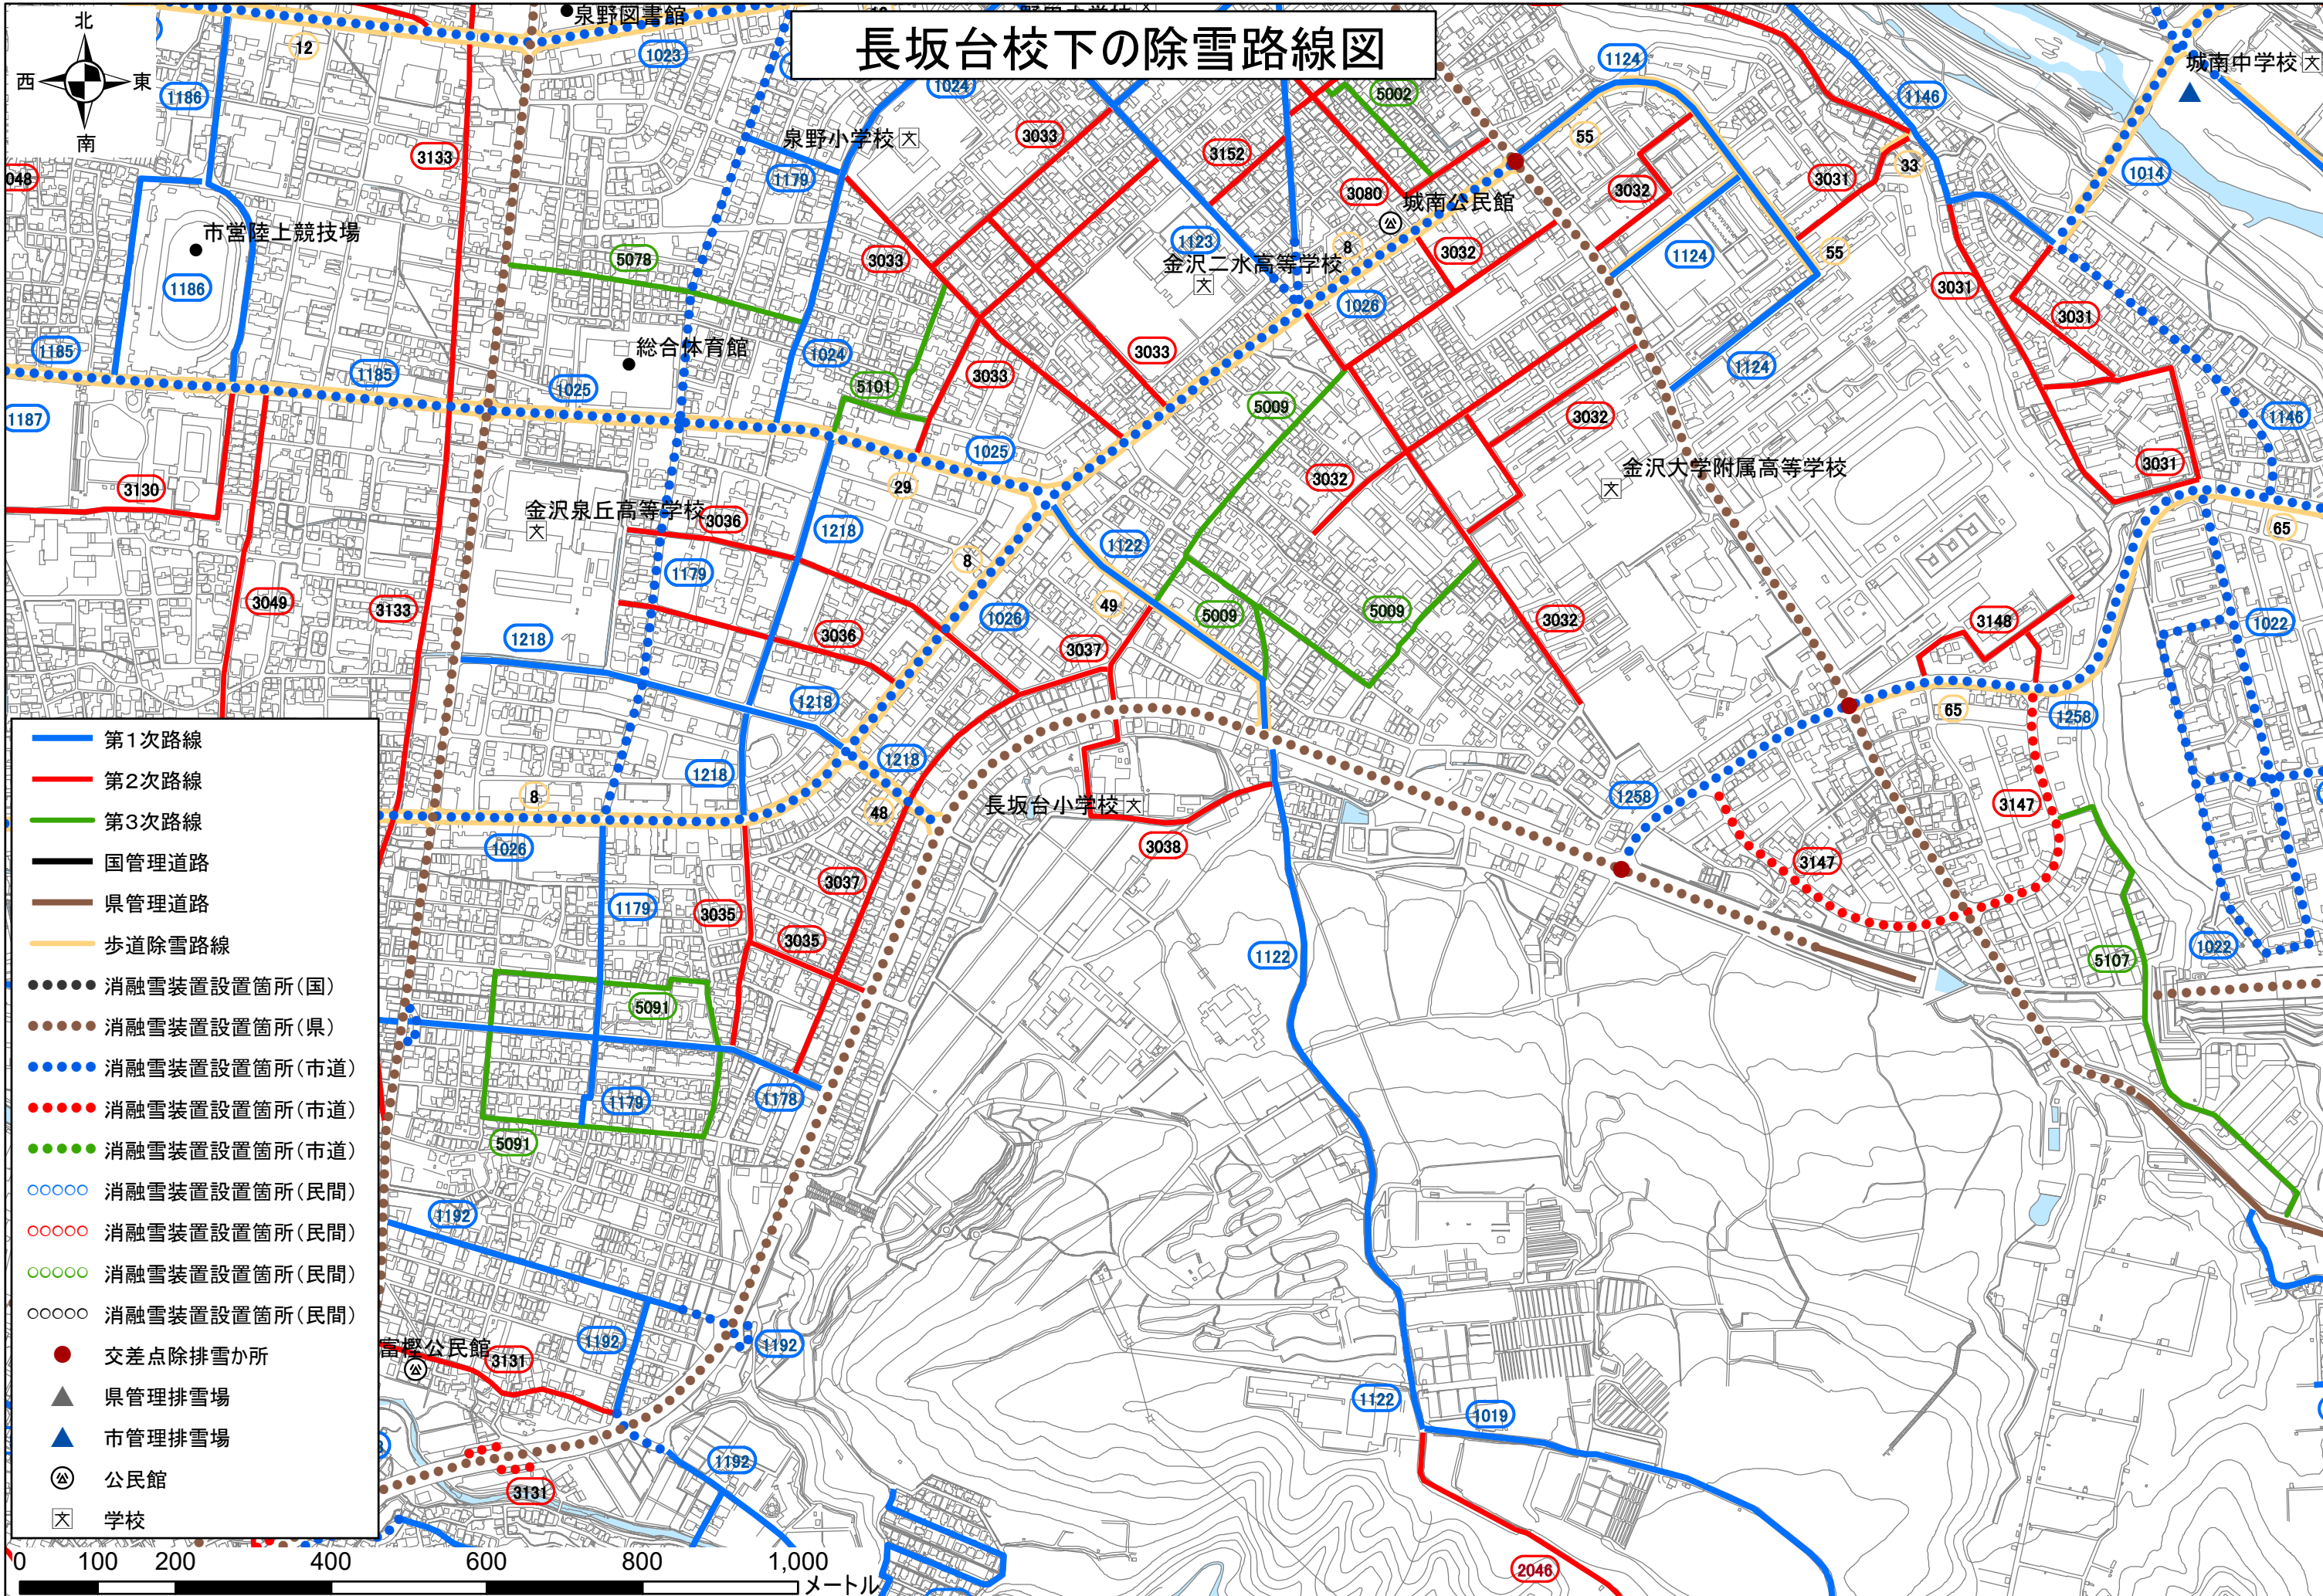 長坂台校下の除雪路線図
北
西 東
南
泉野図書館
12
1023
1024
1124
5002
1146
城南中学校
文
1186
3133
泉野小学校 文
3033
3152
55
33
1014
048
1179
3080
城南公民館
3032
3031
市営陸上競技場
1186
5078
3033
1123
8
3032
1124
55
金沢二水高等学校
文
1026
3031
3031
1185
1185
総合体育館
1024
3033
3033
1124
1187
1025
5101
5009
3032
1146
1025
29
3032
金沢大学附属高等学校
文
3031
3130
金沢泉丘高等学校
文
3036
1218
1122
65
1179
8
49
3049
3133
1026
5009
5009
3032
3148
1022
1218
3036
3037
1218
65
1258
1218
1218
8
48
長坂台小学校 文
1258
3147
1026
3038
3037
3147
1179
3035
3035
1122
1022
5107
5091
1179
1178
5091
1192
1192
1192
富樫公民館
3131
1122
1019
1192
3131
2046
第1次路線
第2次路線
第3次路線
国管理道路
県管理道路
歩道除雪路線
消融雪装置設置箇所(国)
消融雪装置設置箇所(県)
消融雪装置設置箇所(市道)
消融雪装置設置箇所(市道)
消融雪装置設置箇所(市道)
消融雪装置設置箇所(民間)
消融雪装置設置箇所(民間)
消融雪装置設置箇所(民間)
消融雪装置設置箇所(民間)
交差点除排雪か所
県管理排雪場
市管理排雪場
公民館
文 学校
0 100 200 400 600 800 1,000
メートル